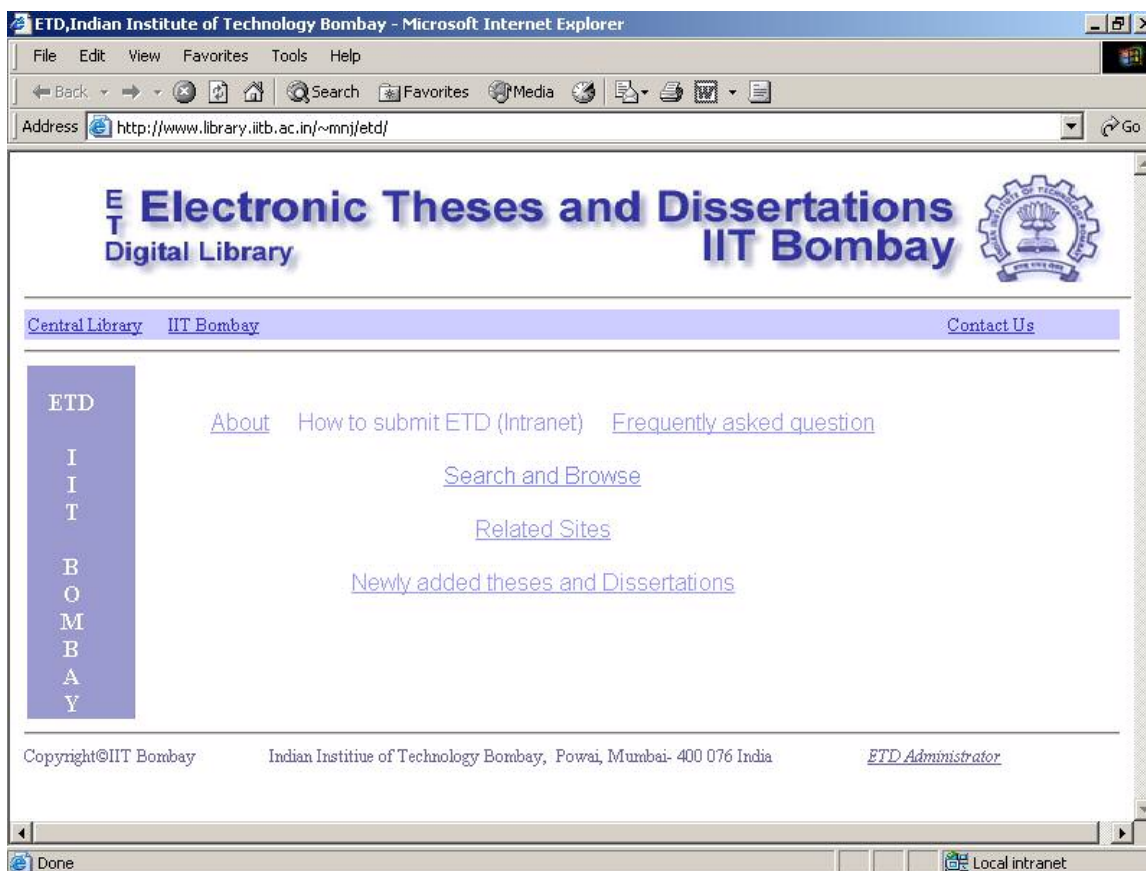 ETD,Indian Institute of Technology Bombay - Microsoft Internet Explorer
File Edit View Favorites Tools Help
Back Search Favorites Media
Address http://www.library.iitb.ac.in/~mnj/etd/ Go
E Electronic Theses and Dissertations
T IIT Bombay
Digital Library
Central Library IIT Bombay Contact Us
ETD
I
I
T
B
O
M
B
A
Y
About How to submit ETD (Intranet) Frequently asked question
Search and Browse
Related Sites
Newly added theses and Dissertations
Copyright©IIT Bombay Indian Institiue of Technology Bombay, Powai, Mumbai- 400 076 India ETD Administrator
Done Local intranet